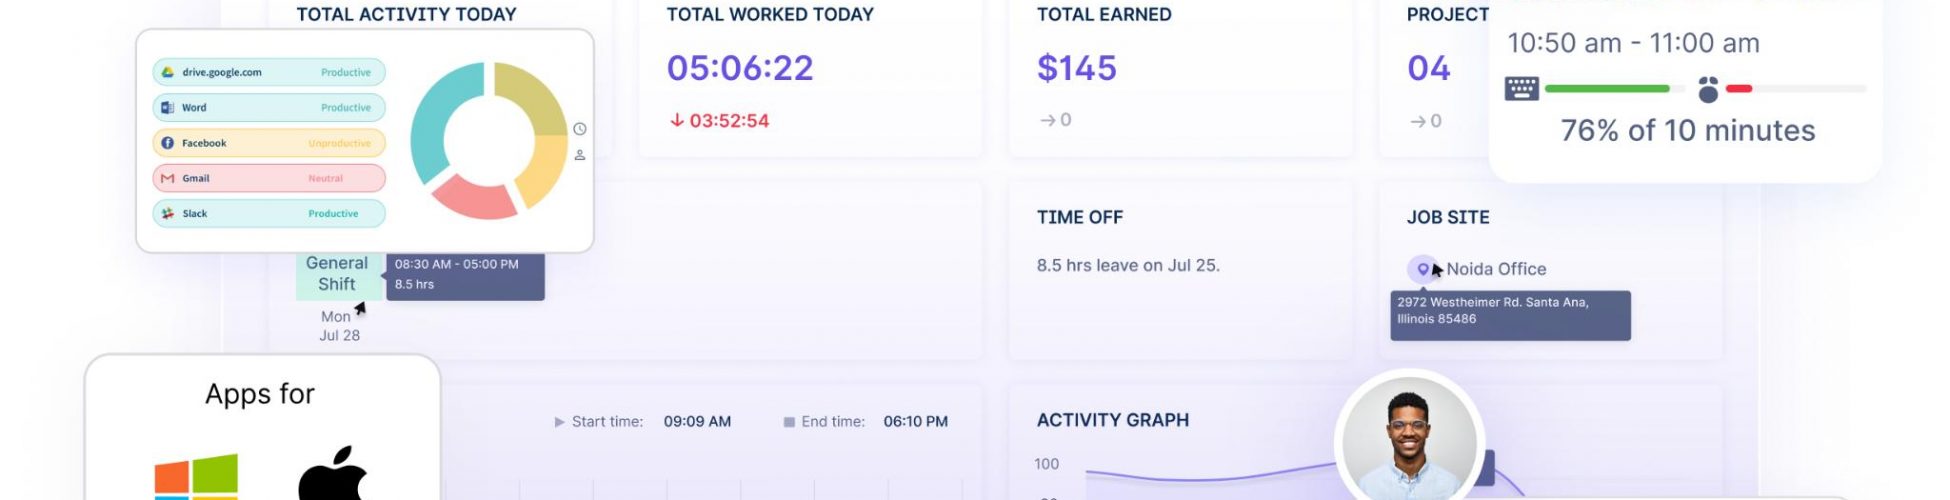 TOTAL ACTIVITY TODAY
TOTAL WORKED TODAY
TOTAL EARNED
PROJECT
10:50 am - 11:00 am
76% of 10 minutes
drive.google.com Productive
Word Productive
Facebook Unproductive
Gmail Neutral
Slack Productive
05:06:22
↓ 03:52:54
$145
→ 0
04
→ 0
General
Shift
08:30 AM - 05:00 PM
8.5 hrs
Mon
Jul 28
TIME OFF
8.5 hrs leave on Jul 25.
JOB SITE
Noida Office
2972 Westheimer Rd. Santa Ana,
Illinois 85486
Apps for
Start time: 09:09 AM
End time: 06:10 PM
ACTIVITY GRAPH
100